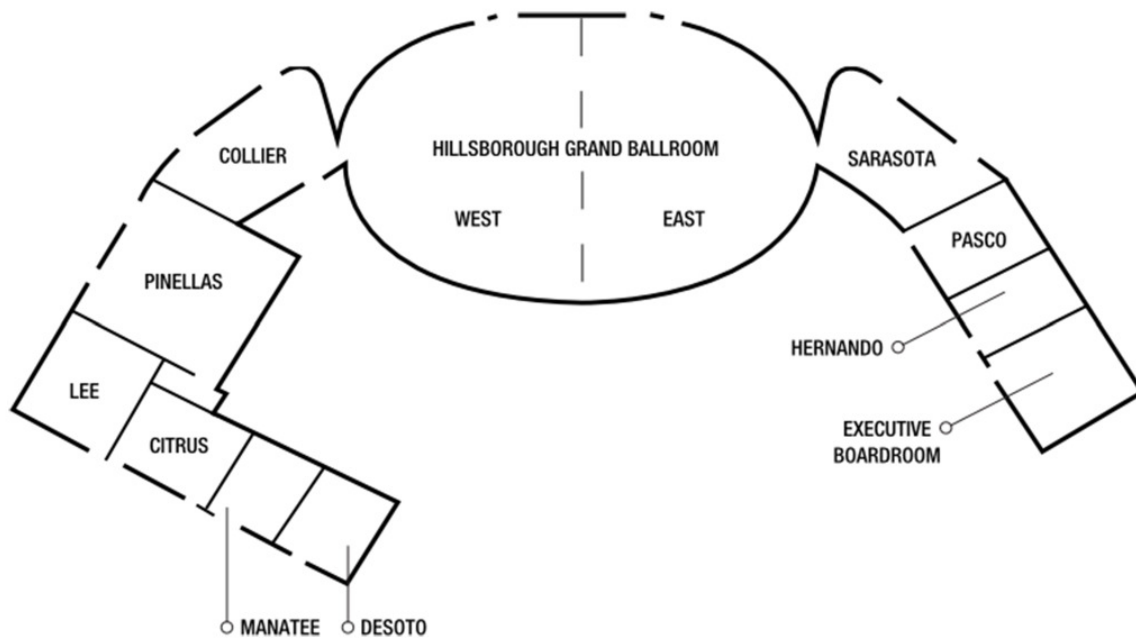 COLLIER
HILLSBOROUGH GRAND BALLROOM
SARASOTA
WEST
EAST
PASCO
PINELLAS
HERNANDO
LEE
CITRUS
EXECUTIVE
BOARDROOM
MANATEE
DESOTO